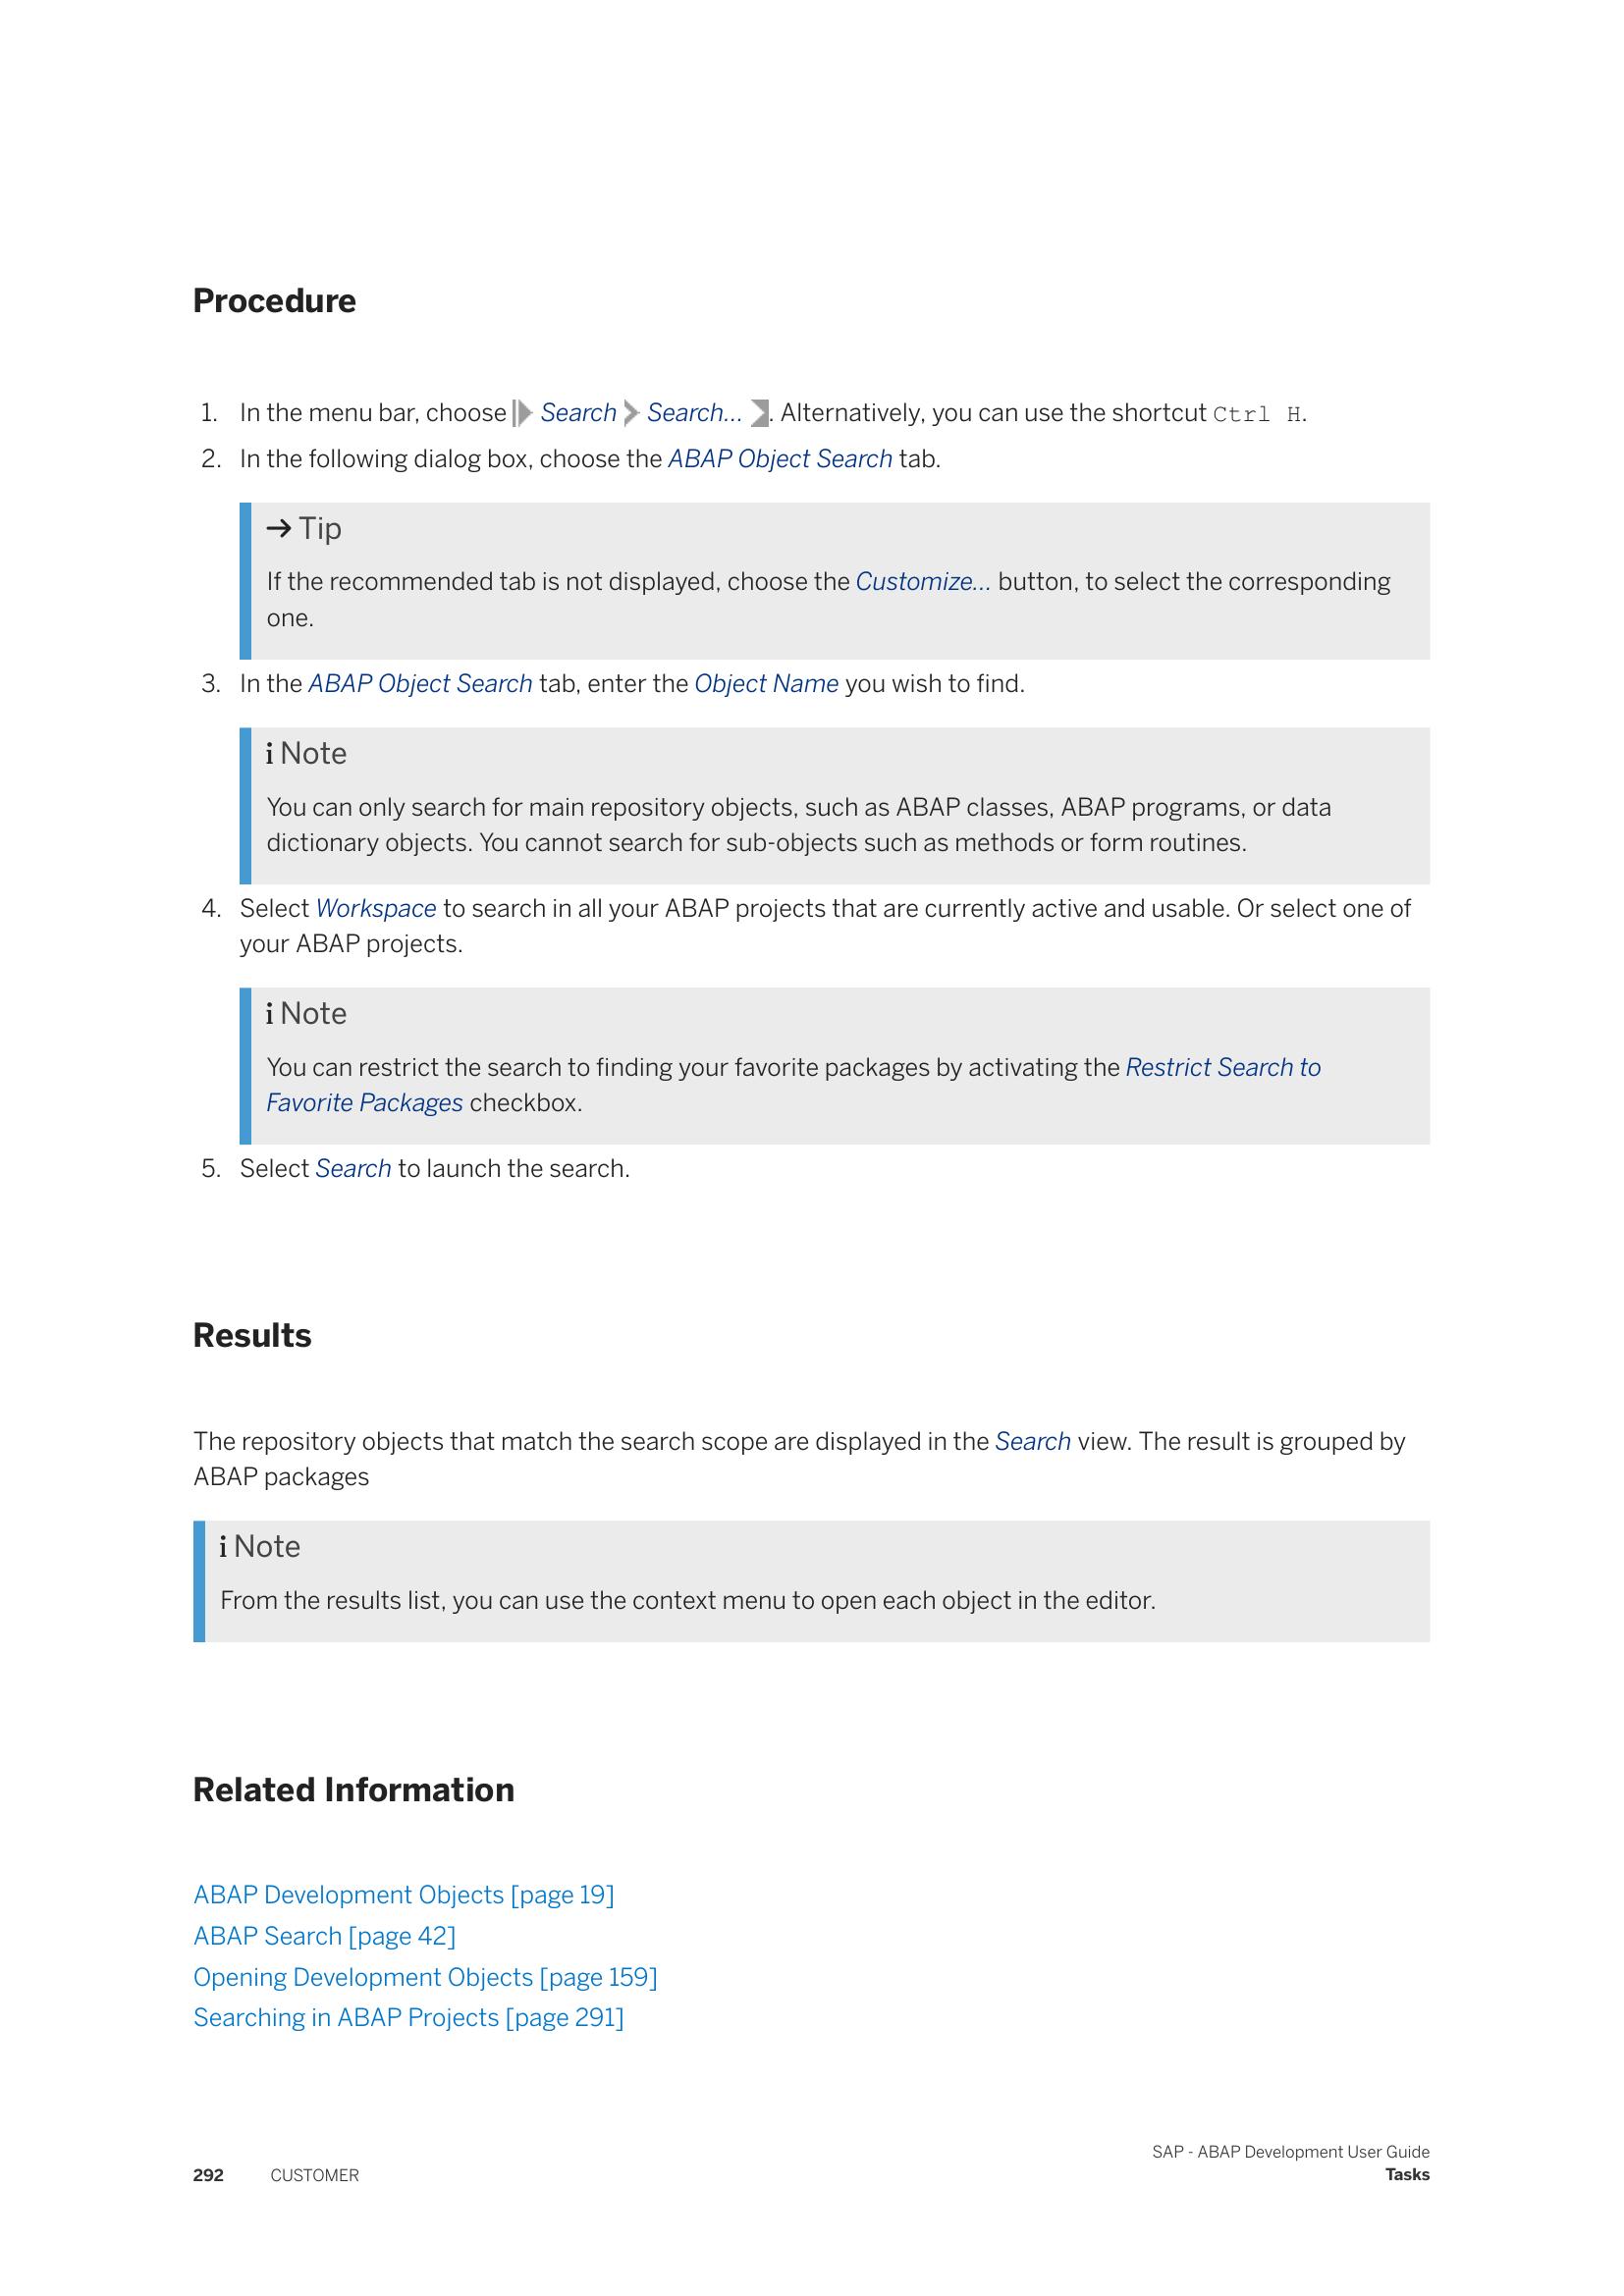 Procedure
1. In the menu bar, choose Search Search... . Alternatively, you can use the shortcut Ctrl H.
2. In the following dialog box, choose the ABAP Object Search tab.
→ Tip
If the recommended tab is not displayed, choose the Customize... button, to select the corresponding
one.
3. In the ABAP Object Search tab, enter the Object Name you wish to find.
i Note
You can only search for main repository objects, such as ABAP classes, ABAP programs, or data
dictionary objects. You cannot search for sub-objects such as methods or form routines.
4. Select Workspace to search in all your ABAP projects that are currently active and usable. Or select one of
your ABAP projects.
i Note
You can restrict the search to finding your favorite packages by activating the Restrict Search to
Favorite Packages checkbox.
5. Select Search to launch the search.
Results
The repository objects that match the search scope are displayed in the Search view. The result is grouped by
ABAP packages
i Note
From the results list, you can use the context menu to open each object in the editor.
Related Information
ABAP Development Objects [page 19]
ABAP Search [page 42]
Opening Development Objects [page 159]
Searching in ABAP Projects [page 291]
SAP - ABAP Development User Guide
292 CUSTOMER Tasks